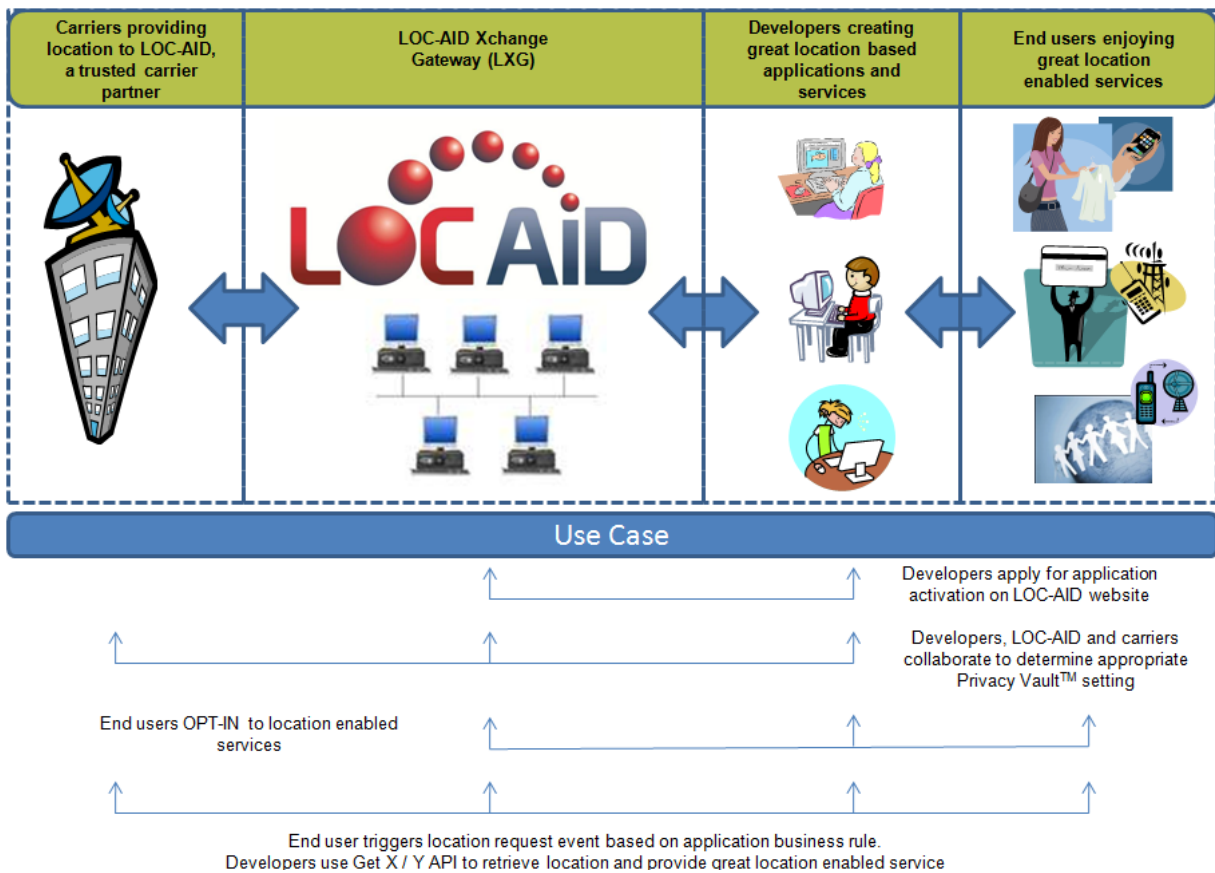 Carriers providing
location to LOC-AID,
a trusted carrier
partner
LOC-AID Xchange
Gateway (LXG)
Developers creating
great location based
applications and
services
End users enjoying
great location
enabled services
LOCAiD
Use Case
Developers apply for application
activation on LOC-AID website
Developers, LOC-AID and carriers
collaborate to determine appropriate
Privacy Vault™ setting
End users OPT-IN to location enabled
services
End user triggers location request event based on application business rule.
Developers use Get X / Y API to retrieve location and provide great location enabled service